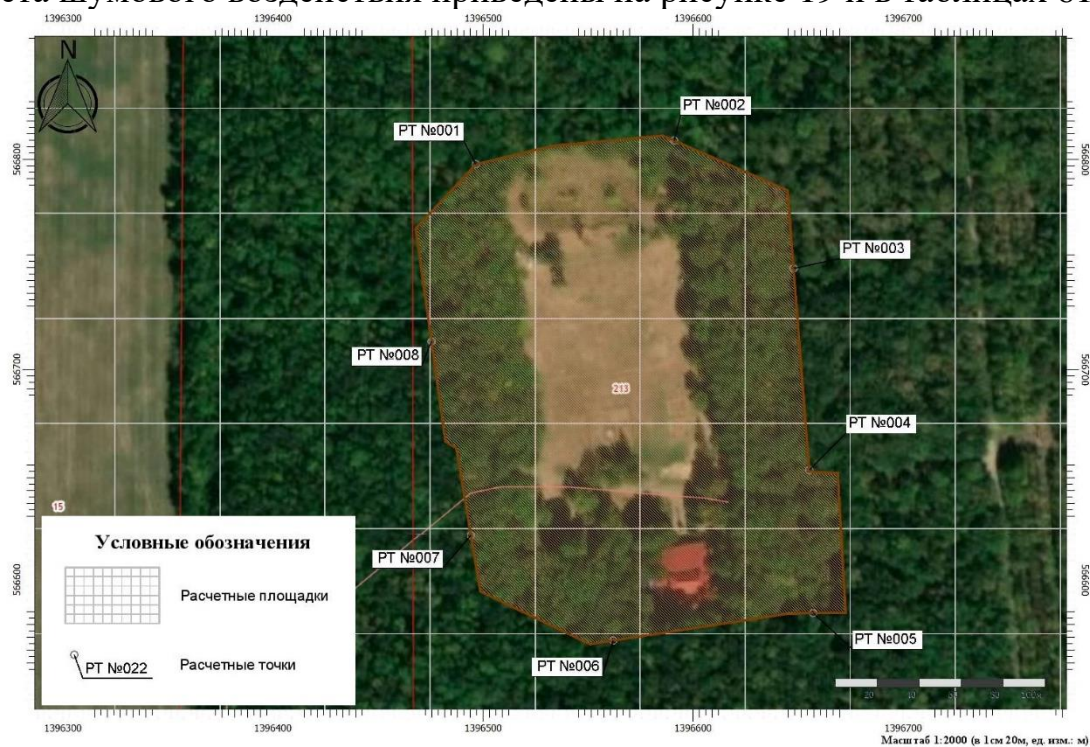 ста шумового воздействия приведены на рисунке 19 и в таблицах от
1396300 1396400 1396500 1396600 1396700
N
РТ №002
РТ №001
566800 566800
РТ №003
РТ №008
566700 566700
213
РТ №004
15
Условные обозначения
РТ №007
566600 566600
Расчетные площадки
РТ №005
РТ №006
РТ №022 Расчетные точки
1396300 1396400 1396500 1396600 1396700
Масштаб 1:2000 (в 1см 20м, ед. изм.: м)